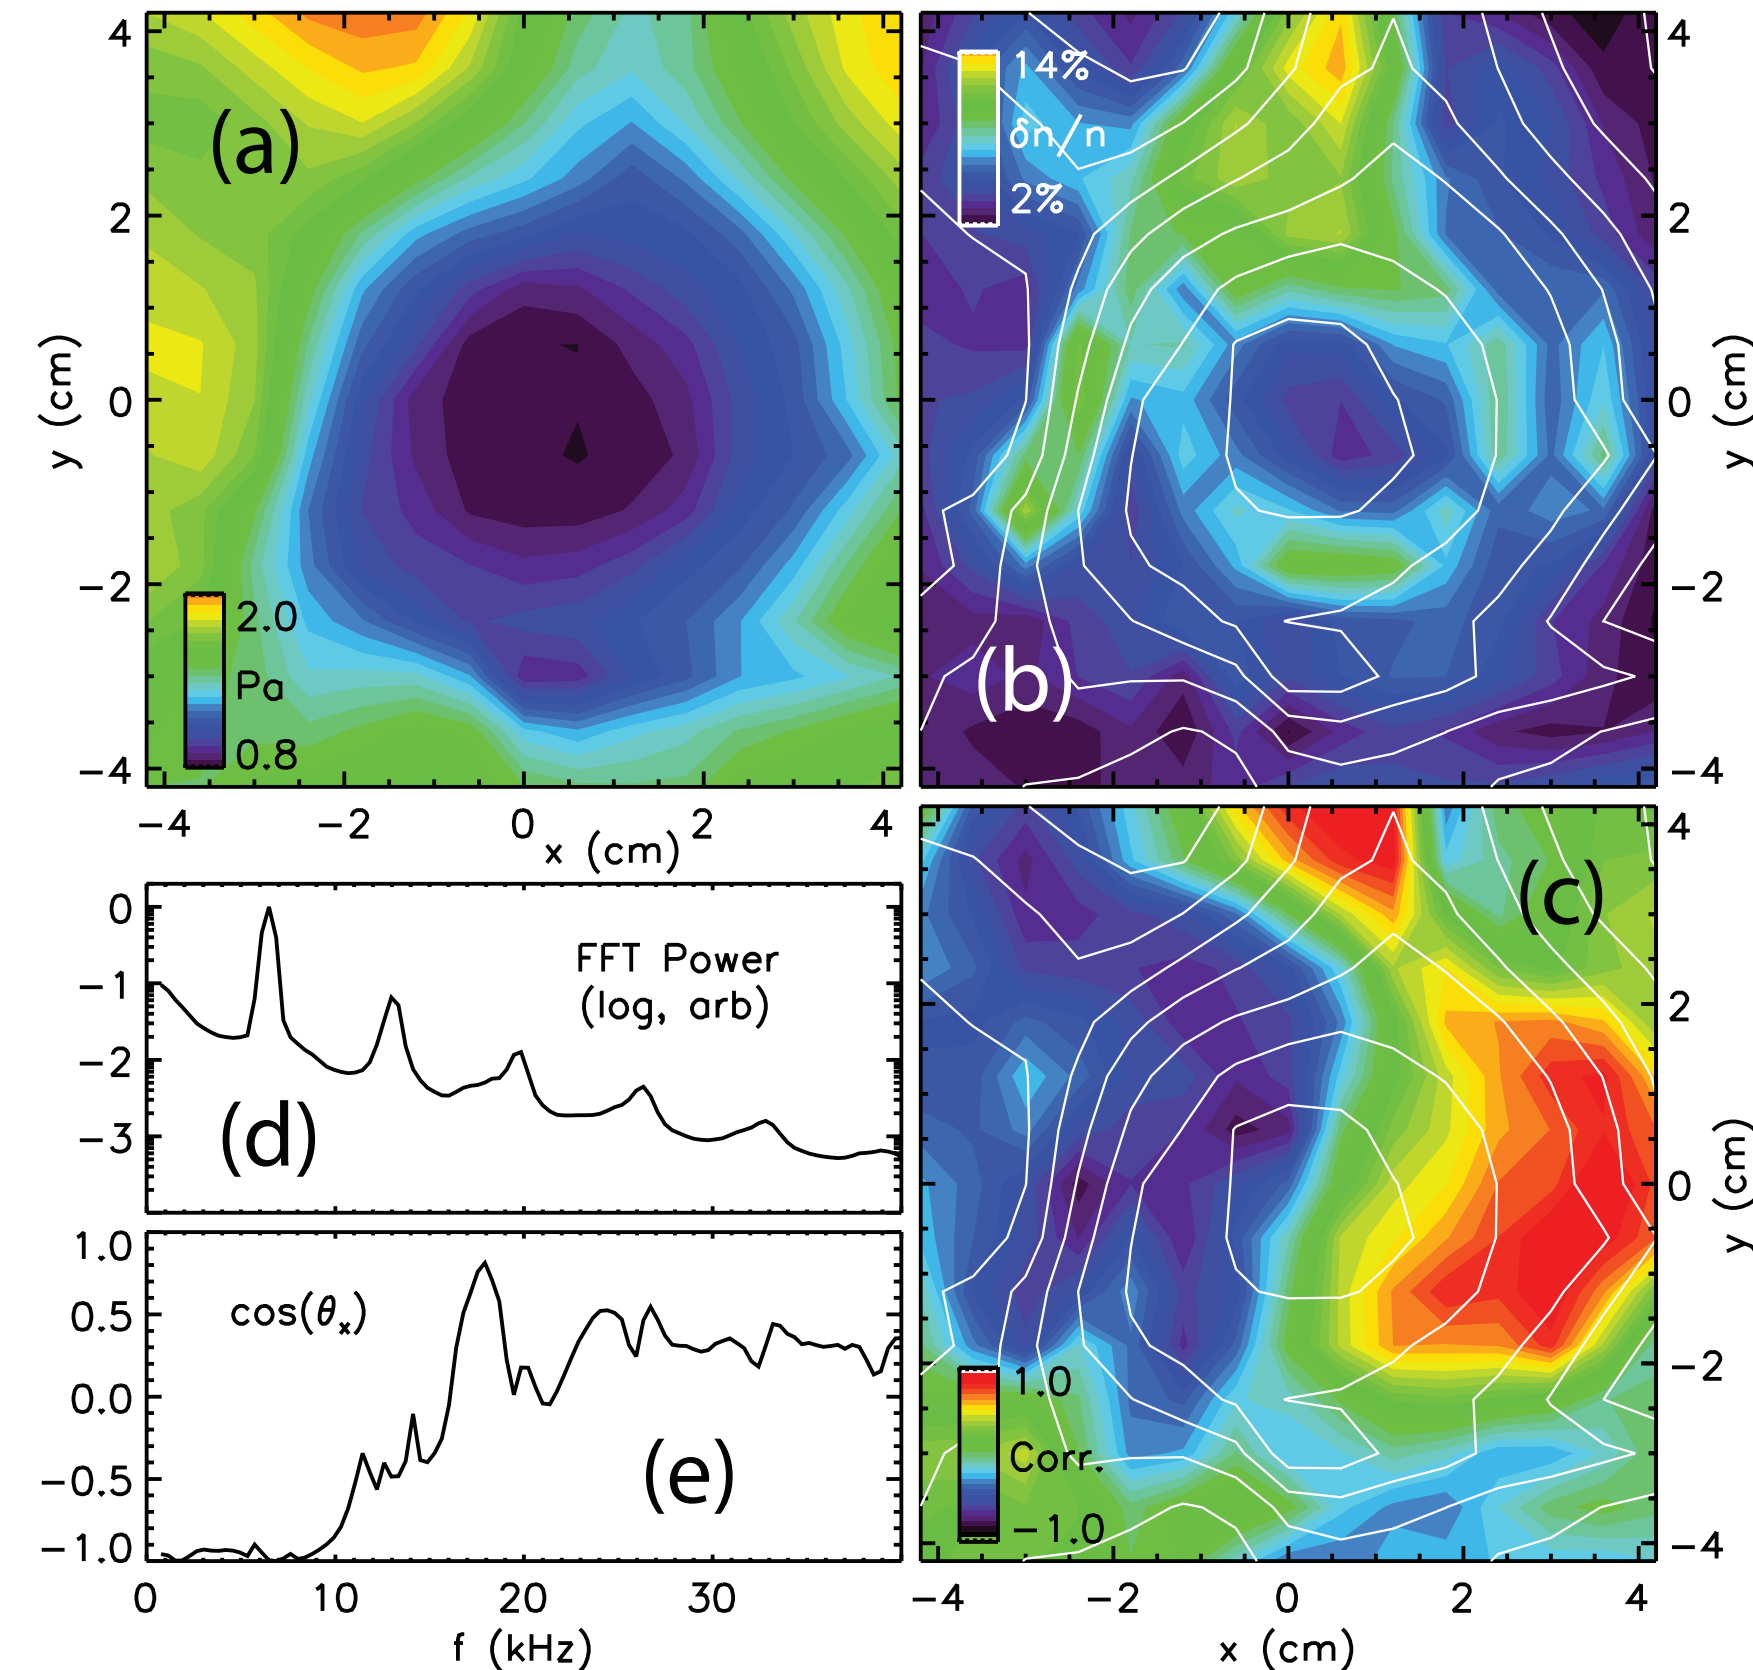 4
2
0
−2
−4
y (cm)
(a)
2.0
Pa
0.8
−4
−2
0
2
4
x (cm)
14%
δn/n
2%
(b)
4
2
0
−2
−4
y (cm)
(c)
1.0
Corr.
−1.0
4
2
0
−2
−4
y (cm)
−4
−2
0
2
4
x (cm)
0
−1
−2
−3
FFT Power
(log, arb)
(d)
1.0
0.5
0.0
−0.5
−1.0
cos(θx)
(e)
0
10
20
30
f (kHz)